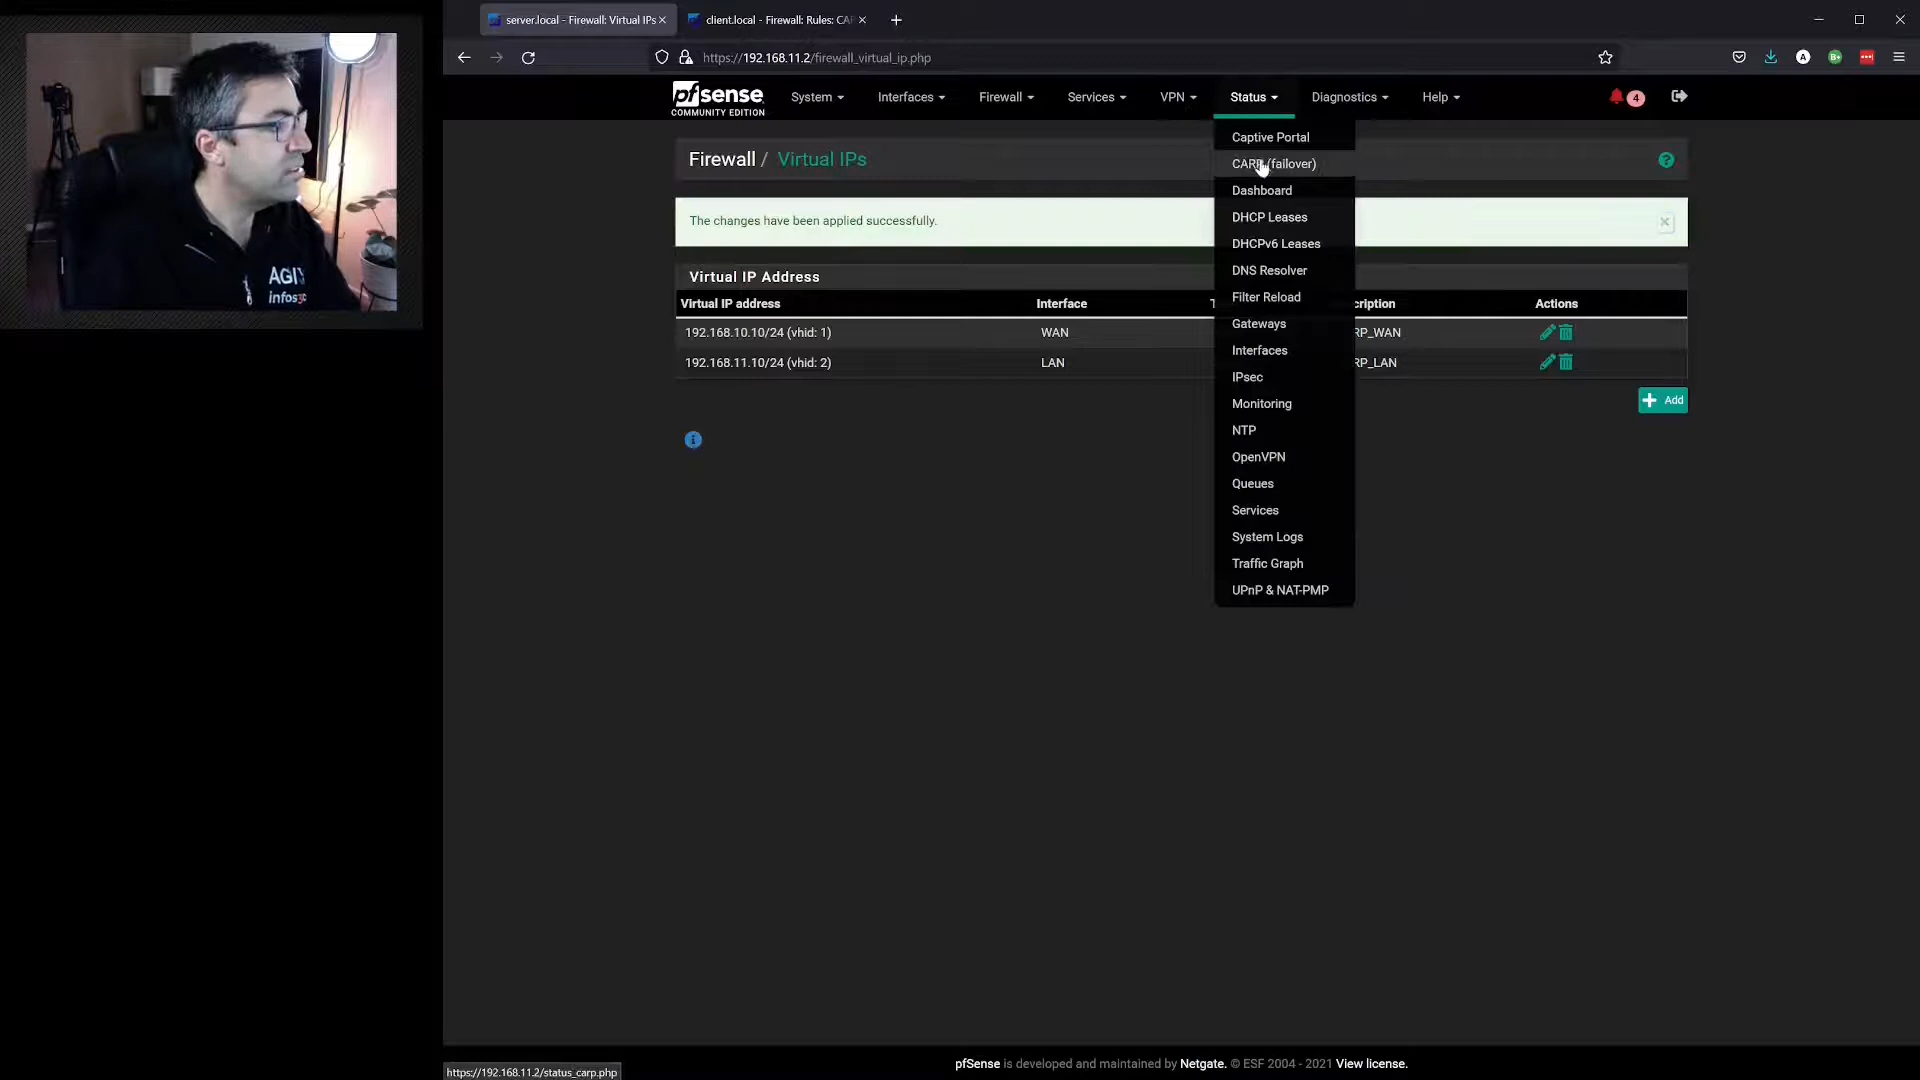 server.local - Firewall: Virtual IPs
client.local - Firewall: Rules: CA
https://192.168.11.2/firewall_virtual_ip.php
pfsense
COMMUNITY EDITION
System
Interfaces
Firewall
Services
VPN
Status
Diagnostics
Help
4
Captive Portal
CARP (failover)
Dashboard
DHCP Leases
DHCPv6 Leases
DNS Resolver
Filter Reload
Gateways
Interfaces
IPsec
Monitoring
NTP
OpenVPN
Queues
Services
System Logs
Traffic Graph
UPnP & NAT-PMP
Firewall / Virtual IPs
The changes have been applied successfully.
Virtual IP Address
Virtual IP address Interface cription Actions
192.168.10.10/24 (vhid: 1) WAN RP_WAN
192.168.11.10/24 (vhid: 2) LAN RP_LAN
Add
AGIX
pfSense is developed and maintained by Netgate. © ESF 2004 - 2021 View license.
https://192.168.11.2/status_carp.php